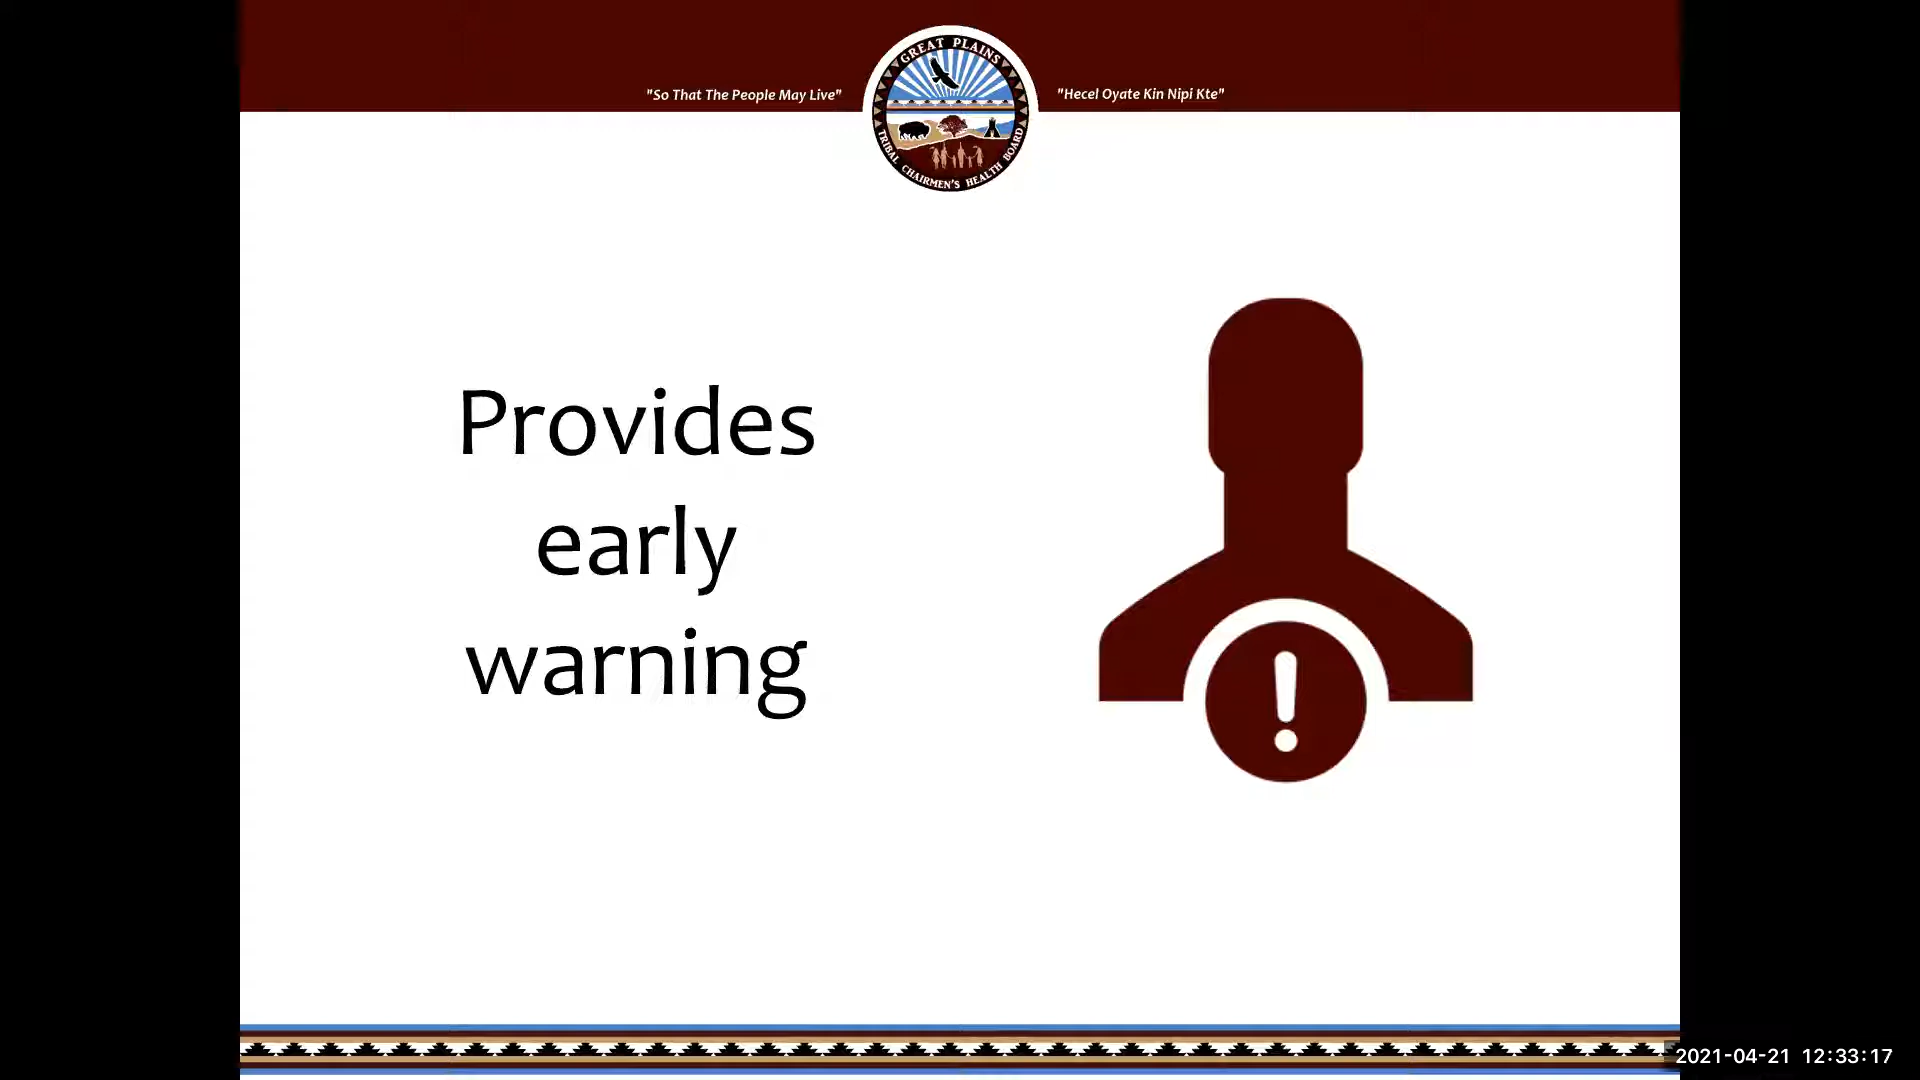 GREAT PLAINS
"So That The People May Live"
"Hecel Oyate Kin Nipi Kte"
TRIBAL CHAIRMEN'S HEALTH BOARD
Provides
early
warning
!
2021-04-21 12:33:17